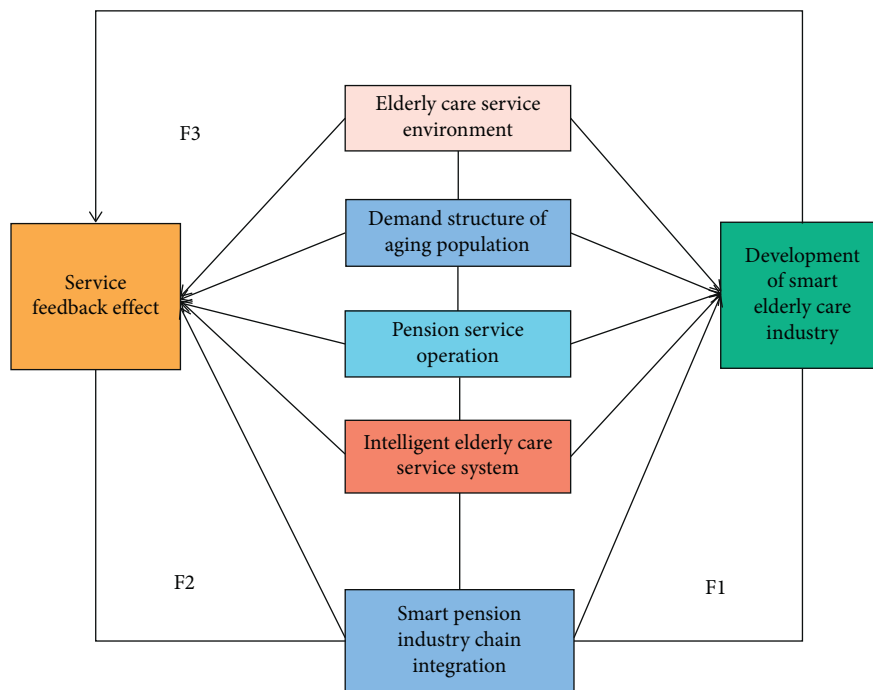 F3
Elderly care service
environment
Demand structure of
aging population
Service
feedback effect
Development
of smart
elderly care
industry
Pension service
operation
Intelligent elderly care
service system
F2
F1
Smart pension
industry chain
integration